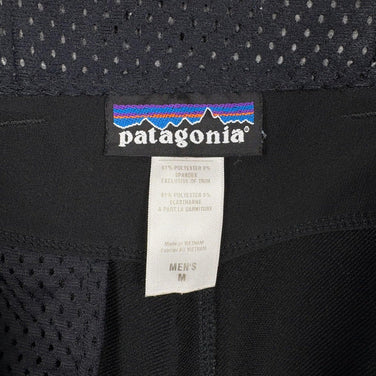 patagonia®
91% POLYESTER 9%
SPANDEX
EXCLUSIVE OF TRIM
91% POLYESTER 9%
ELASTHANNE
A PART LA GARNITURE
Made in VIETNAM
Fabriqué AU VIETNAM
MEN'S
M